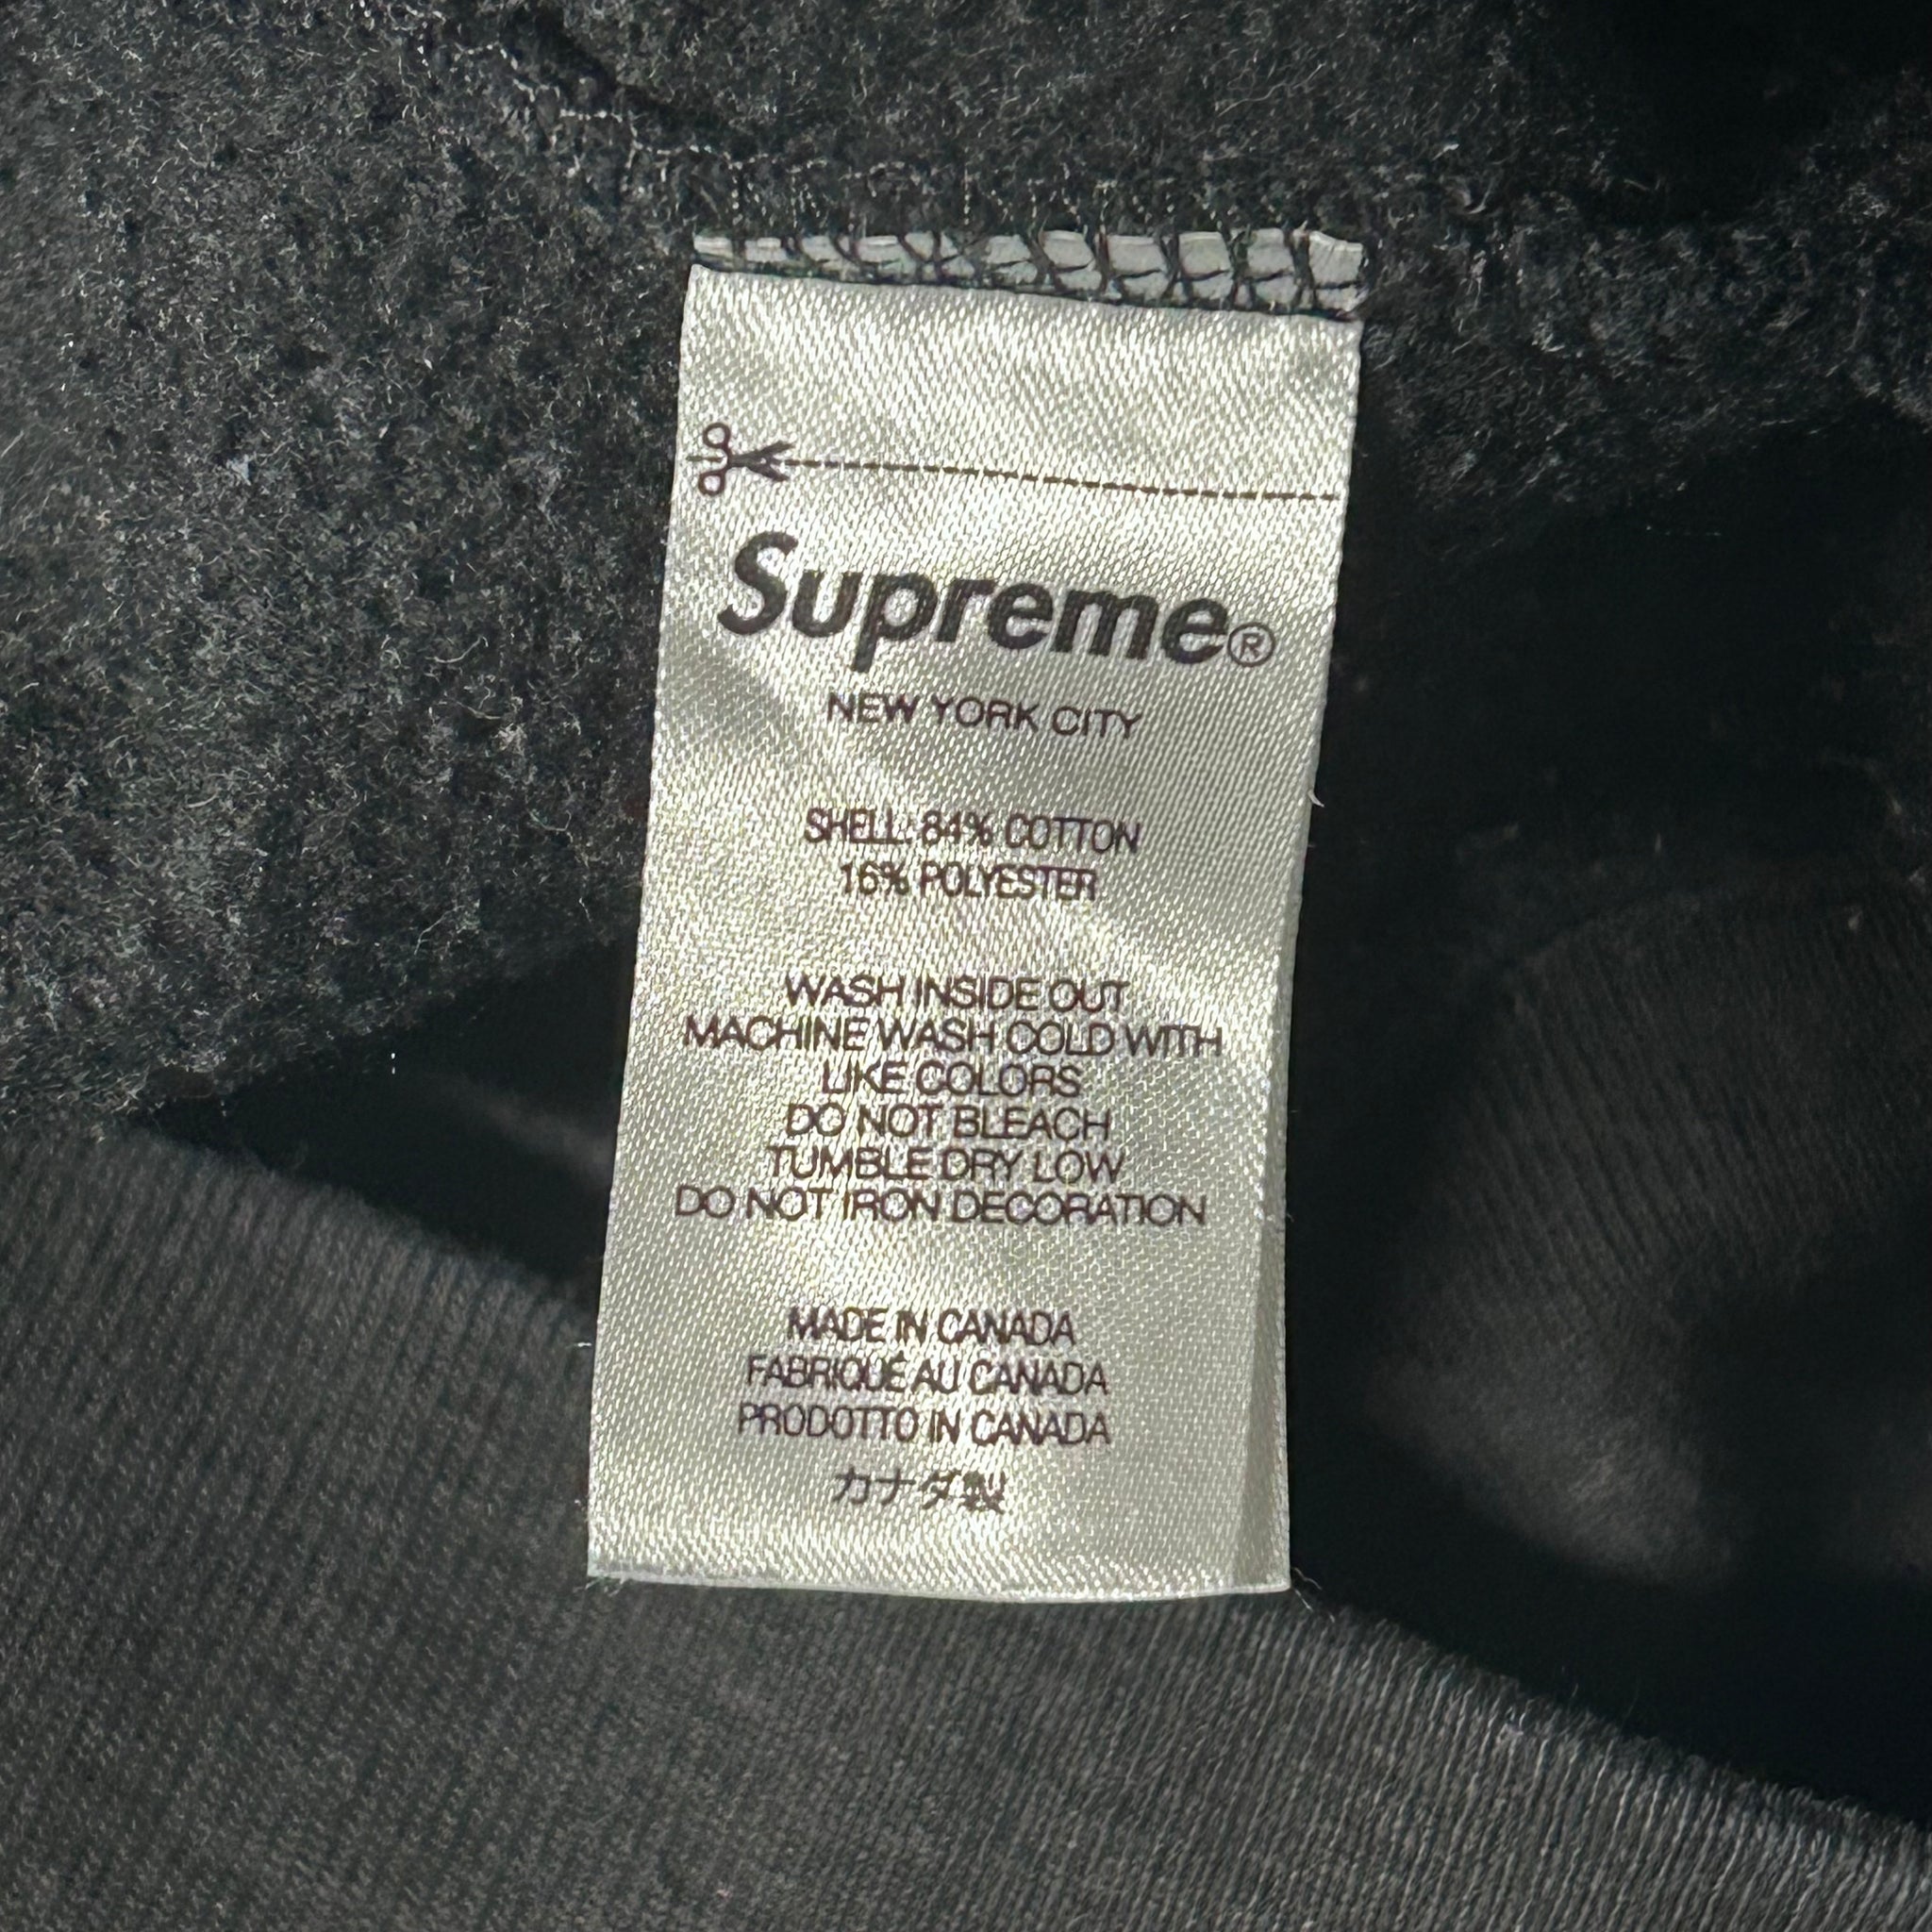 Supreme®
NEW YORK CITY
SHELL: 84% COTTON
16% POLYESTER
WASH INSIDE OUT
MACHINE WASH COLD WITH
LIKE COLORS
DO NOT BLEACH
TUMBLE DRY LOW
DO NOT IRON DECORATION
MADE IN CANADA
FABRIQUÉ AU CANADA
PRODOTTO IN CANADA
カナダ製